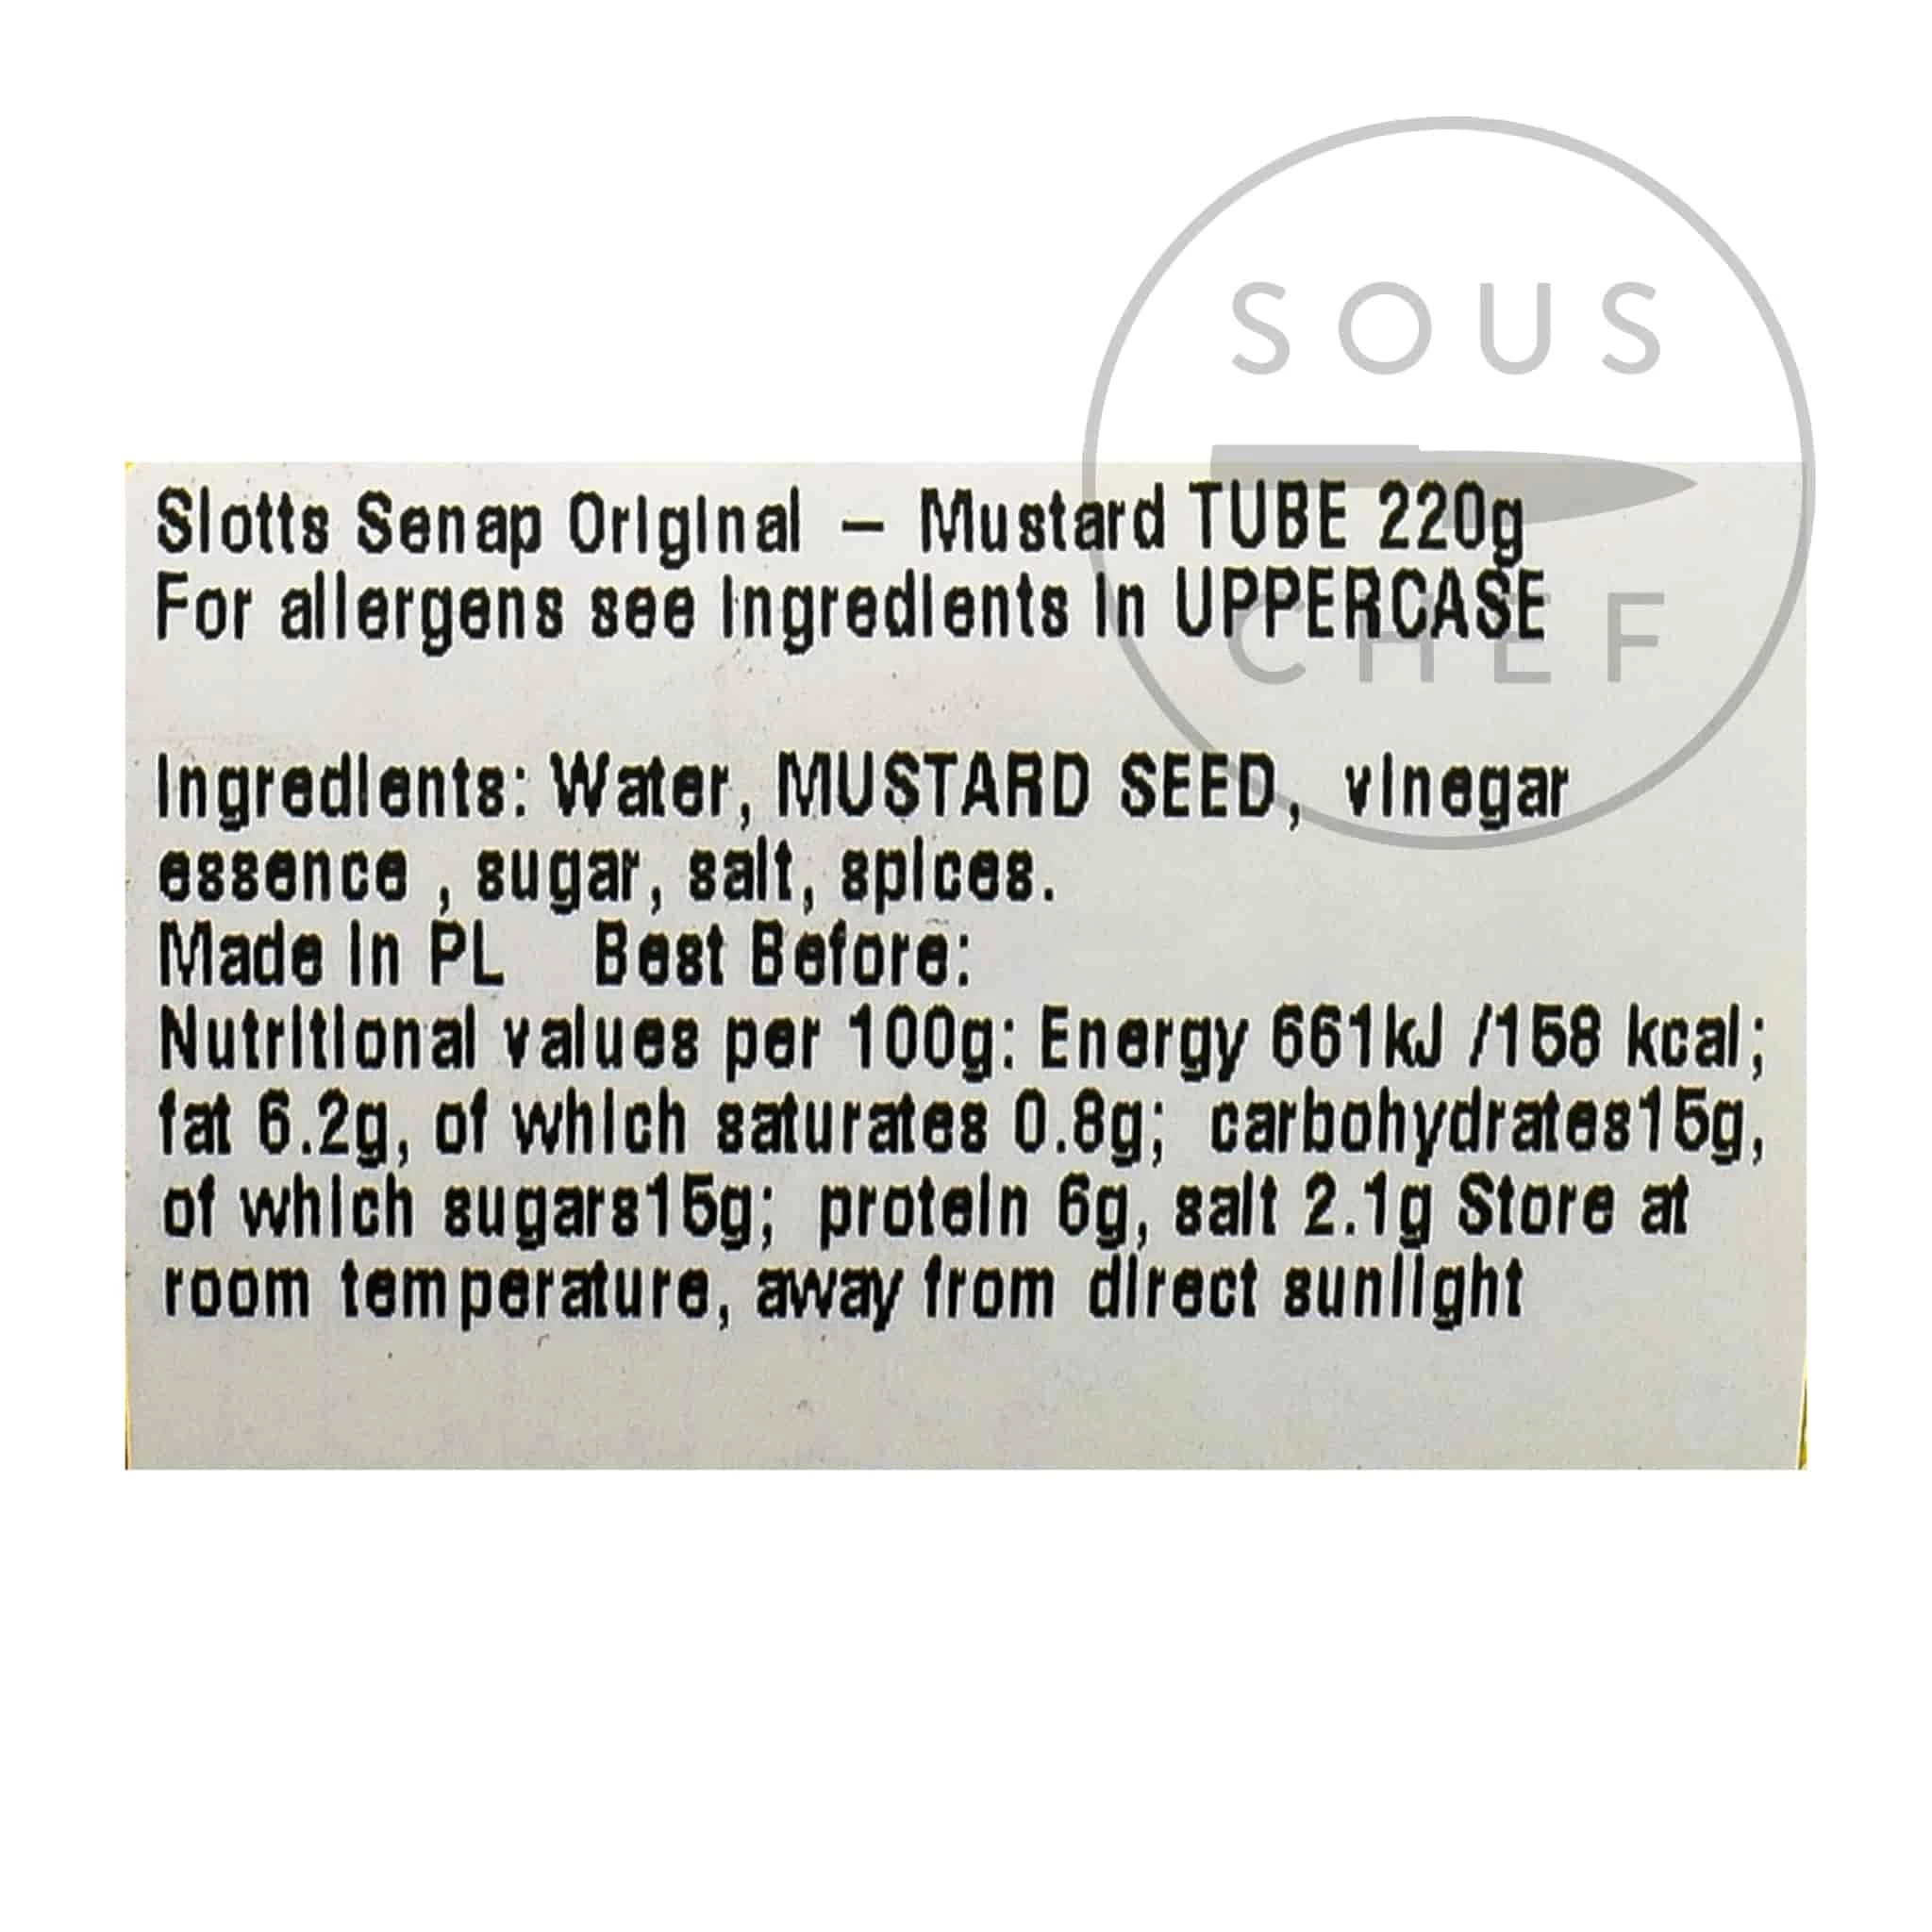 SOUS
CHEF
Slotts Senap Original – Mustard TUBE 220g
For allergens see ingredients in UPPERCASE
Ingredients: Water, MUSTARD SEED, vinegar
essence , sugar, salt, spices.
Made in PL Best Before:
Nutritional values per 100g: Energy 661kJ /158 kcal;
fat 6.2g, of which saturates 0.8g; carbohydrates15g,
of which sugars15g; protein 6g, salt 2.1g Store at
room temperature, away from direct sunlight